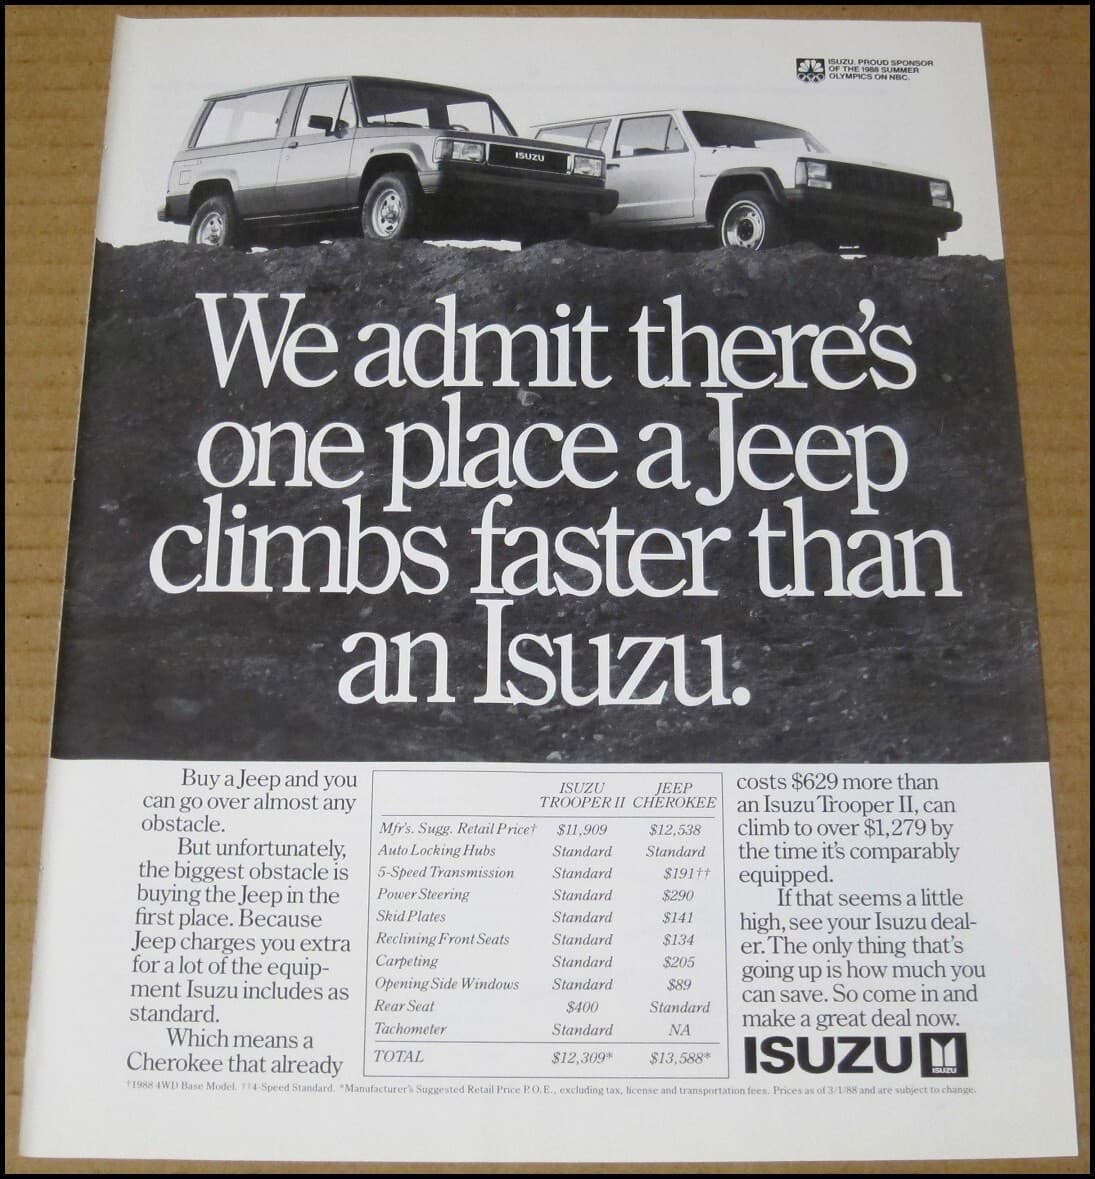 ISUZU. PROUD SPONSOR
OF THE 1988 SUMMER
OLYMPICS ON NBC.
ISUZU
We admit there's
one place a Jeep
climbs faster than
an Isuzu.
Buy a Jeep and you
can go over almost any
obstacle.
But unfortunately,
the biggest obstacle is
buying the Jeep in the
first place. Because
Jeep charges you extra
for a lot of the equip-
ment Isuzu includes as
standard.
Which means a
Cherokee that already
ISUZU JEEP
TROOPER II CHEROKEE
Mfr's. Sugg. Retail Price† $11,909 $12,538
Auto Locking Hubs Standard Standard
5-Speed Transmission Standard $191††
Power Steering Standard $290
Skid Plates Standard $141
Reclining Front Seats Standard $134
Carpeting Standard $205
Opening Side Windows Standard $89
Rear Seat $400 Standard
Tachometer Standard NA
TOTAL $12,309* $13,588*
costs $629 more than
an Isuzu Trooper II, can
climb to over $1,279 by
the time it's comparably
equipped.
If that seems a little
high, see your Isuzu deal-
er. The only thing that's
going up is how much you
can save. So come in and
make a great deal now.
ISUZU
ISUZU
†1988 4WD Base Model. ††4-Speed Standard. *Manufacturer's Suggested Retail Price P.O.E., excluding tax, license and transportation fees. Prices as of 3/1/88 and are subject to change.